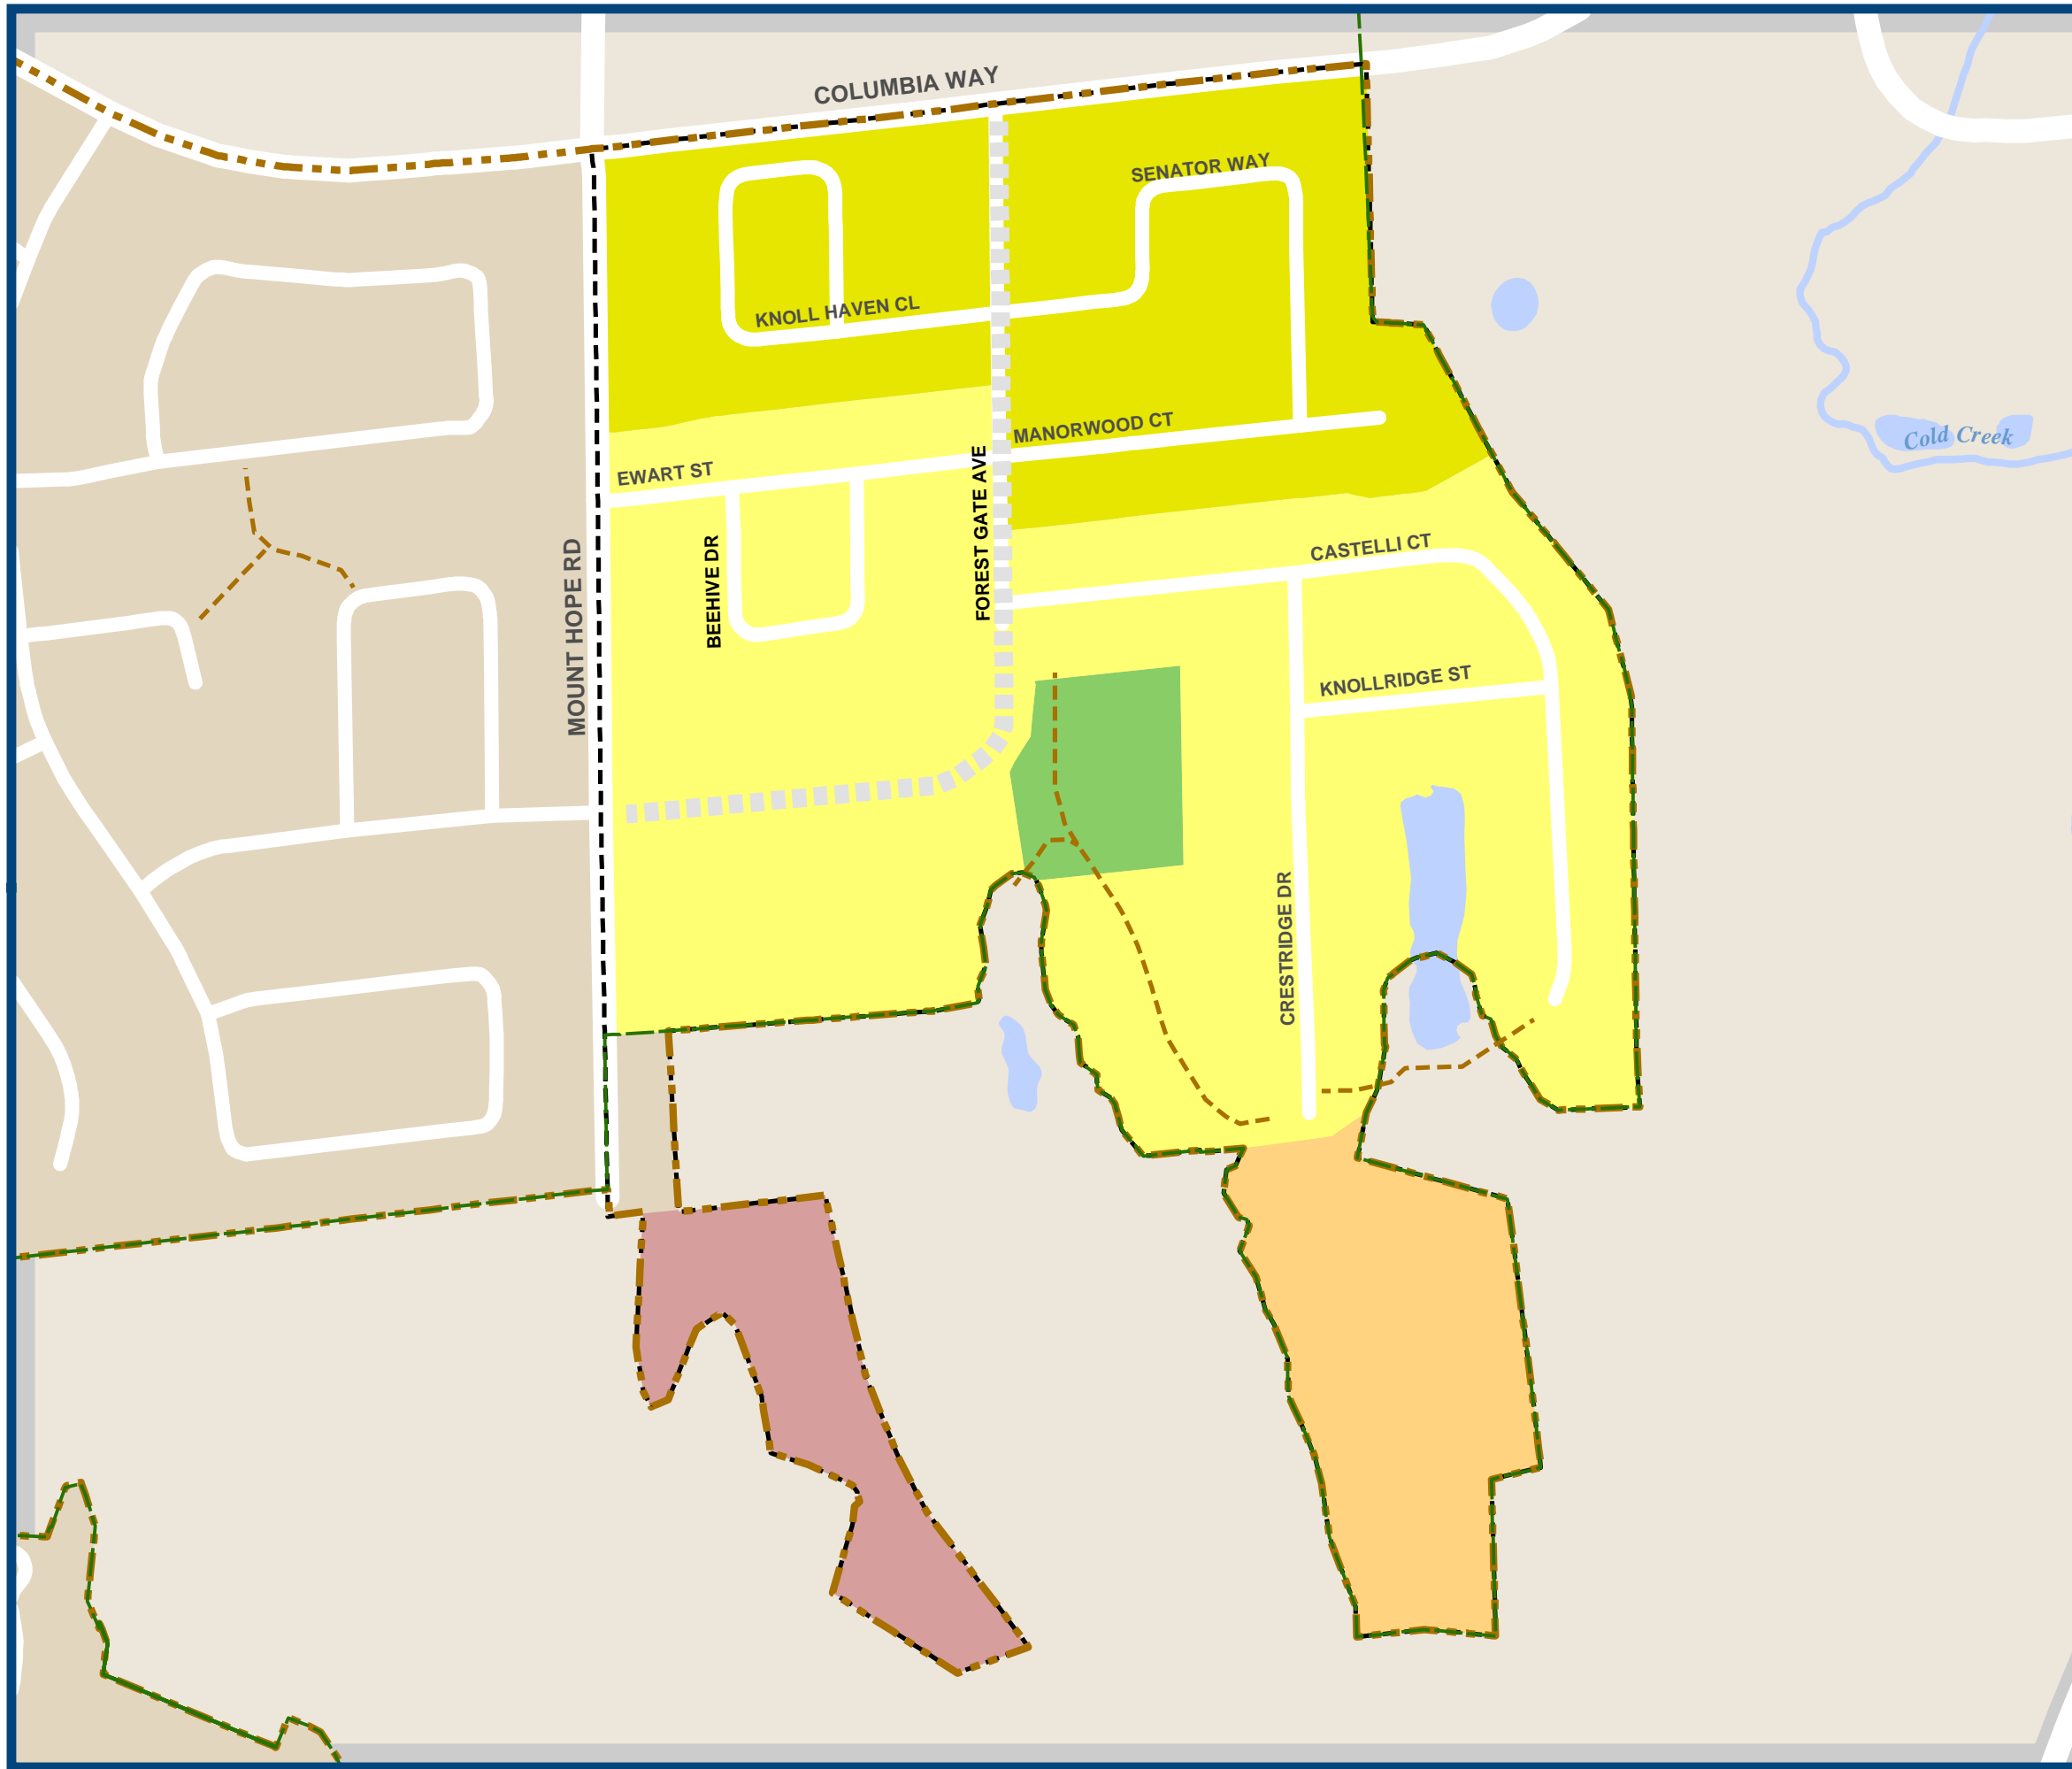 COLUMBIA WAY
SENATOR WAY
KNOLL HAVEN CL
MANORWOOD CT
Cold Creek
EWART ST
FOREST GATE AVE
BEEHIVE DR
MOUNT HOPE RD
CASTELLI CT
KNOLLRIDGE ST
CRESTRIDGE DR